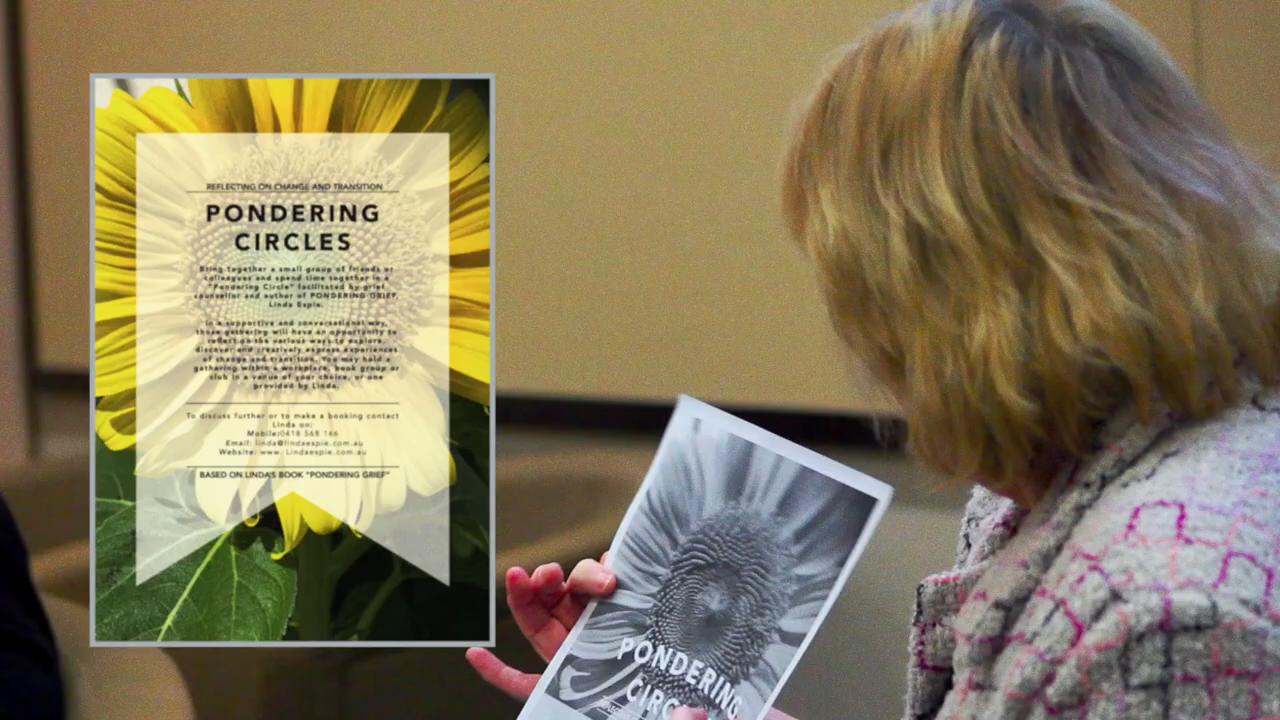 REFLECTING ON CHANGE AND TRANSITION
PONDERING
CIRCLES
Bring together a small group of friends or
colleagues and spend time together in a
"Pondering Circle" facilitated by grief
counsellor and author of PONDERING GRIEF,
Linda Espie.
In a supportive and conversational way,
those gathering will have an opportunity to
reflect on the various ways to explore,
discover and creatively express experiences
of change and transition. You may hold a
gathering within a workplace, book group or
club in a venue of your choice, or one
provided by Linda.
To discuss further or to make a booking contact
Linda on:
Mobile:0418 568 166
Email: linda@lindaespie.com.au
Website: www. Lindaespie.com.au
BASED ON LINDA'S BOOK "PONDERING GRIEF"
PONDERING
CIRC